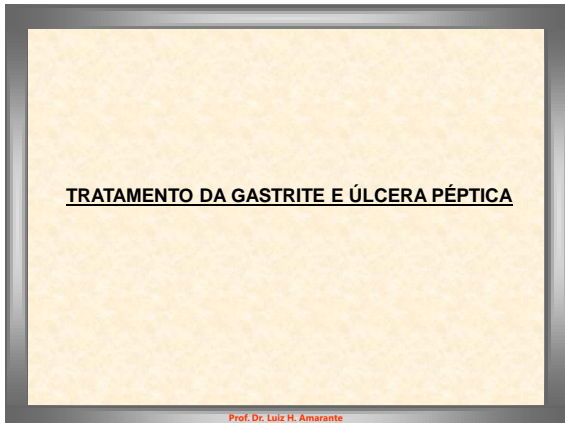 TRATAMENTO DA GASTRITE E ÚLCERA PÉPTICA
Prof. Dr. Luiz H. Amarante